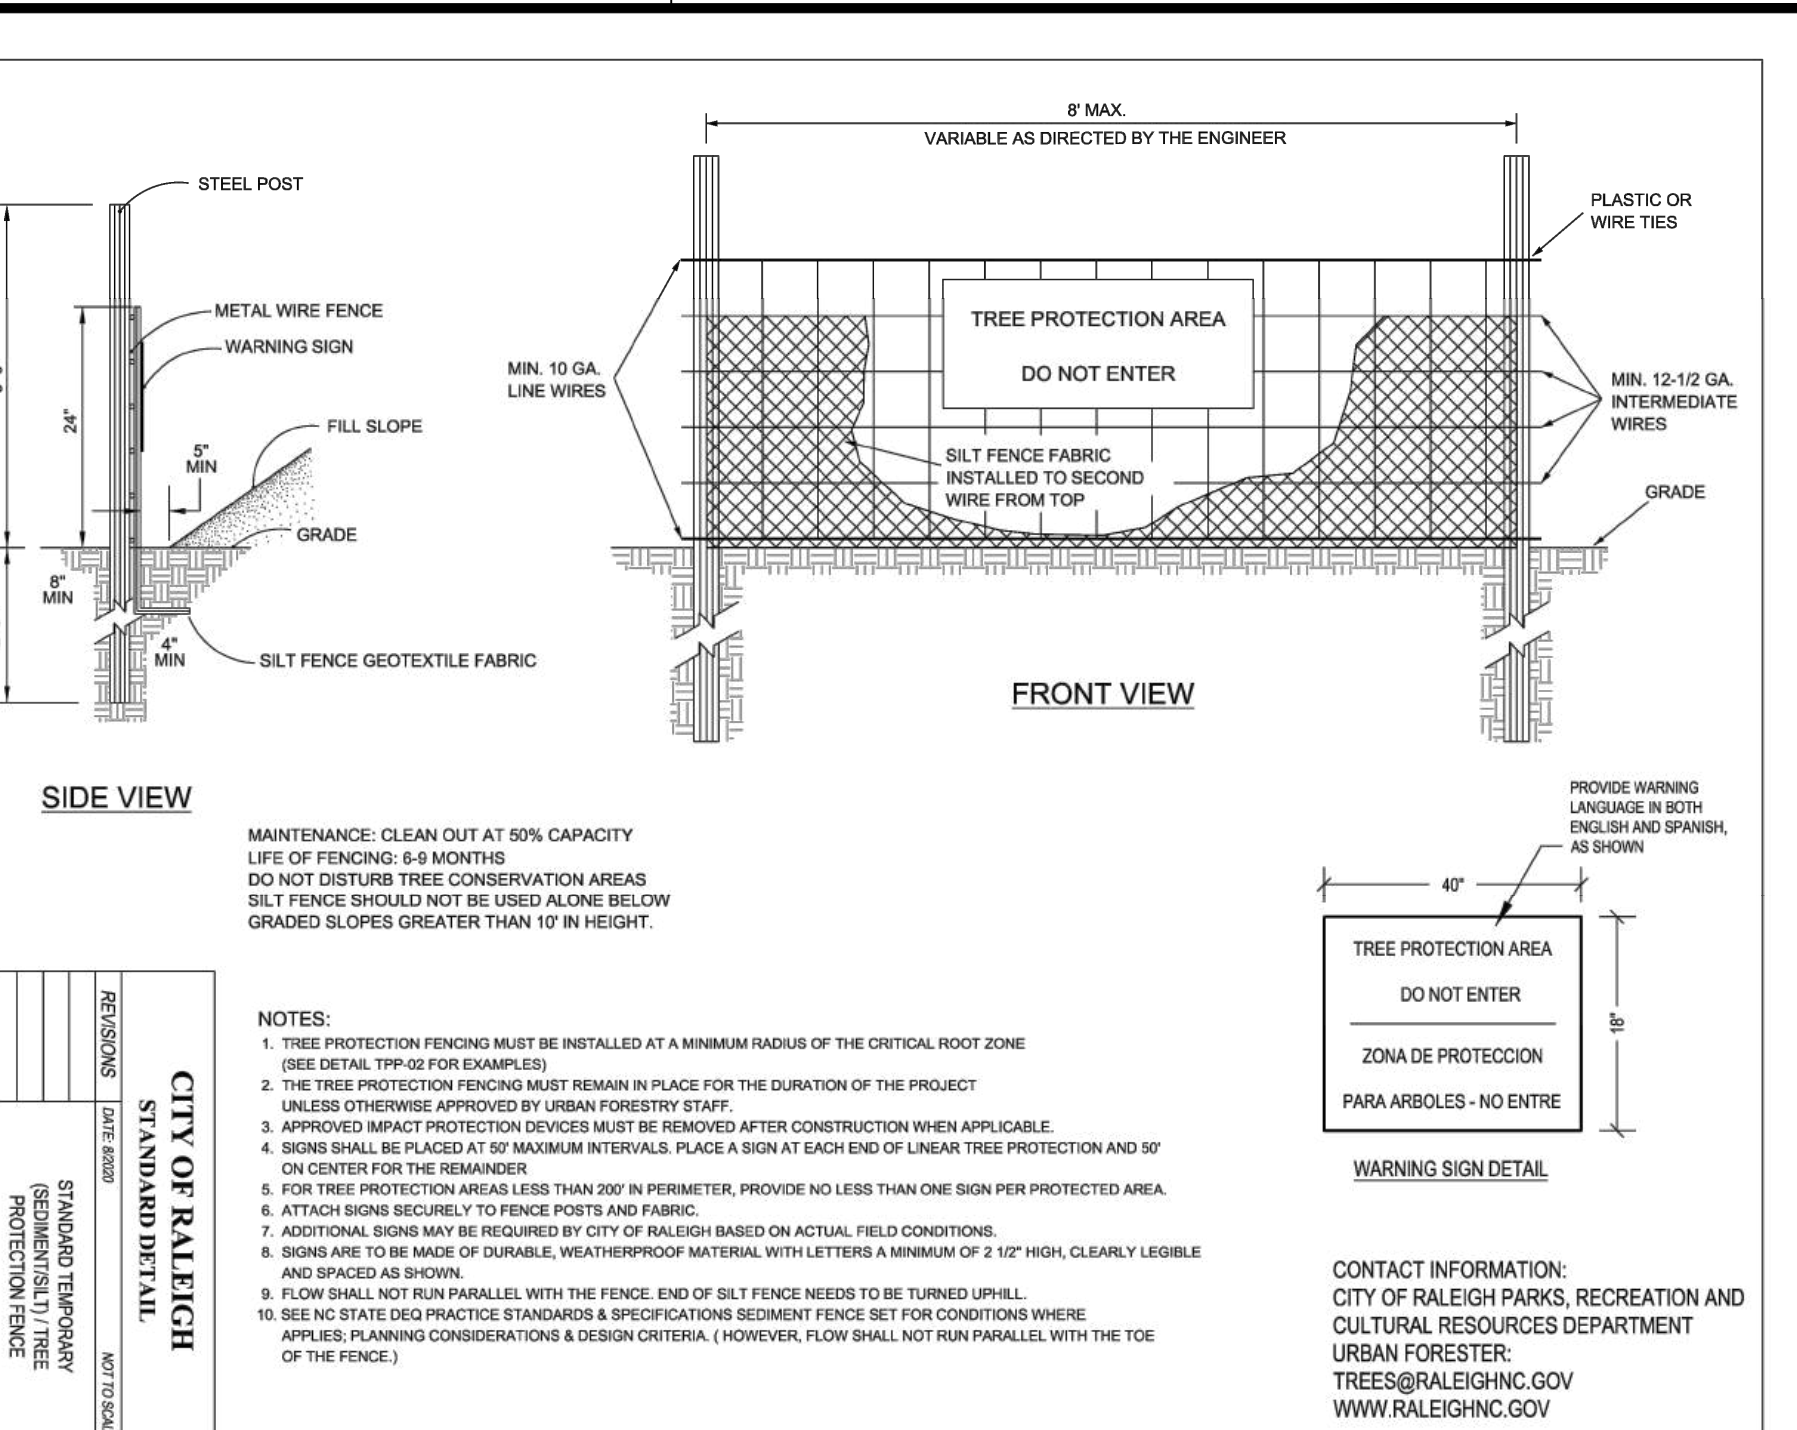 8' MAX.
VARIABLE AS DIRECTED BY THE ENGINEER
STEEL POST
METAL WIRE FENCE
WARNING SIGN
24"
FILL SLOPE
5"
MIN
GRADE
8"
MIN
4"
MIN
SILT FENCE GEOTEXTILE FABRIC
SIDE VIEW
PLASTIC OR
WIRE TIES
MIN. 10 GA.
LINE WIRES
TREE PROTECTION AREA
DO NOT ENTER
SILT FENCE FABRIC
INSTALLED TO SECOND
WIRE FROM TOP
MIN. 12-1/2 GA.
INTERMEDIATE
WIRES
GRADE
FRONT VIEW
MAINTENANCE: CLEAN OUT AT 50% CAPACITY
LIFE OF FENCING: 6-9 MONTHS
DO NOT DISTURB TREE CONSERVATION AREAS
SILT FENCE SHOULD NOT BE USED ALONE BELOW
GRADED SLOPES GREATER THAN 10' IN HEIGHT.
PROVIDE WARNING
LANGUAGE IN BOTH
ENGLISH AND SPANISH,
AS SHOWN
40"
18"
TREE PROTECTION AREA
DO NOT ENTER
ZONA DE PROTECCION
PARA ARBOLES - NO ENTRE
WARNING SIGN DETAIL
NOTES:
1. TREE PROTECTION FENCING MUST BE INSTALLED AT A MINIMUM RADIUS OF THE CRITICAL ROOT ZONE
(SEE DETAIL TPP-02 FOR EXAMPLES)
2. THE TREE PROTECTION FENCING MUST REMAIN IN PLACE FOR THE DURATION OF THE PROJECT
UNLESS OTHERWISE APPROVED BY URBAN FORESTRY STAFF.
3. APPROVED IMPACT PROTECTION DEVICES MUST BE REMOVED AFTER CONSTRUCTION WHEN APPLICABLE.
4. SIGNS SHALL BE PLACED AT 50' MAXIMUM INTERVALS. PLACE A SIGN AT EACH END OF LINEAR TREE PROTECTION AND 50'
ON CENTER FOR THE REMAINDER
5. FOR TREE PROTECTION AREAS LESS THAN 200' IN PERIMETER, PROVIDE NO LESS THAN ONE SIGN PER PROTECTED AREA.
6. ATTACH SIGNS SECURELY TO FENCE POSTS AND FABRIC.
7. ADDITIONAL SIGNS MAY BE REQUIRED BY CITY OF RALEIGH BASED ON ACTUAL FIELD CONDITIONS.
8. SIGNS ARE TO BE MADE OF DURABLE, WEATHERPROOF MATERIAL WITH LETTERS A MINIMUM OF 2 1/2" HIGH, CLEARLY LEGIBLE
AND SPACED AS SHOWN.
9. FLOW SHALL NOT RUN PARALLEL WITH THE FENCE. END OF SILT FENCE NEEDS TO BE TURNED UPHILL.
10. SEE NC STATE DEQ PRACTICE STANDARDS & SPECIFICATIONS SEDIMENT FENCE SET FOR CONDITIONS WHERE
APPLIES; PLANNING CONSIDERATIONS & DESIGN CRITERIA. ( HOWEVER, FLOW SHALL NOT RUN PARALLEL WITH THE TOE
OF THE FENCE.)
CONTACT INFORMATION:
CITY OF RALEIGH PARKS, RECREATION AND
CULTURAL RESOURCES DEPARTMENT
URBAN FORESTER:
TREES@RALEIGHNC.GOV
WWW.RALEIGHNC.GOV
CITY OF RALEIGH
STANDARD DETAIL
REVISIONS
DATE: 8/2020
NOT TO SCAL
STANDARD TEMPORARY
(SEDIMENT/SILT) / TREE
PROTECTION FENCE